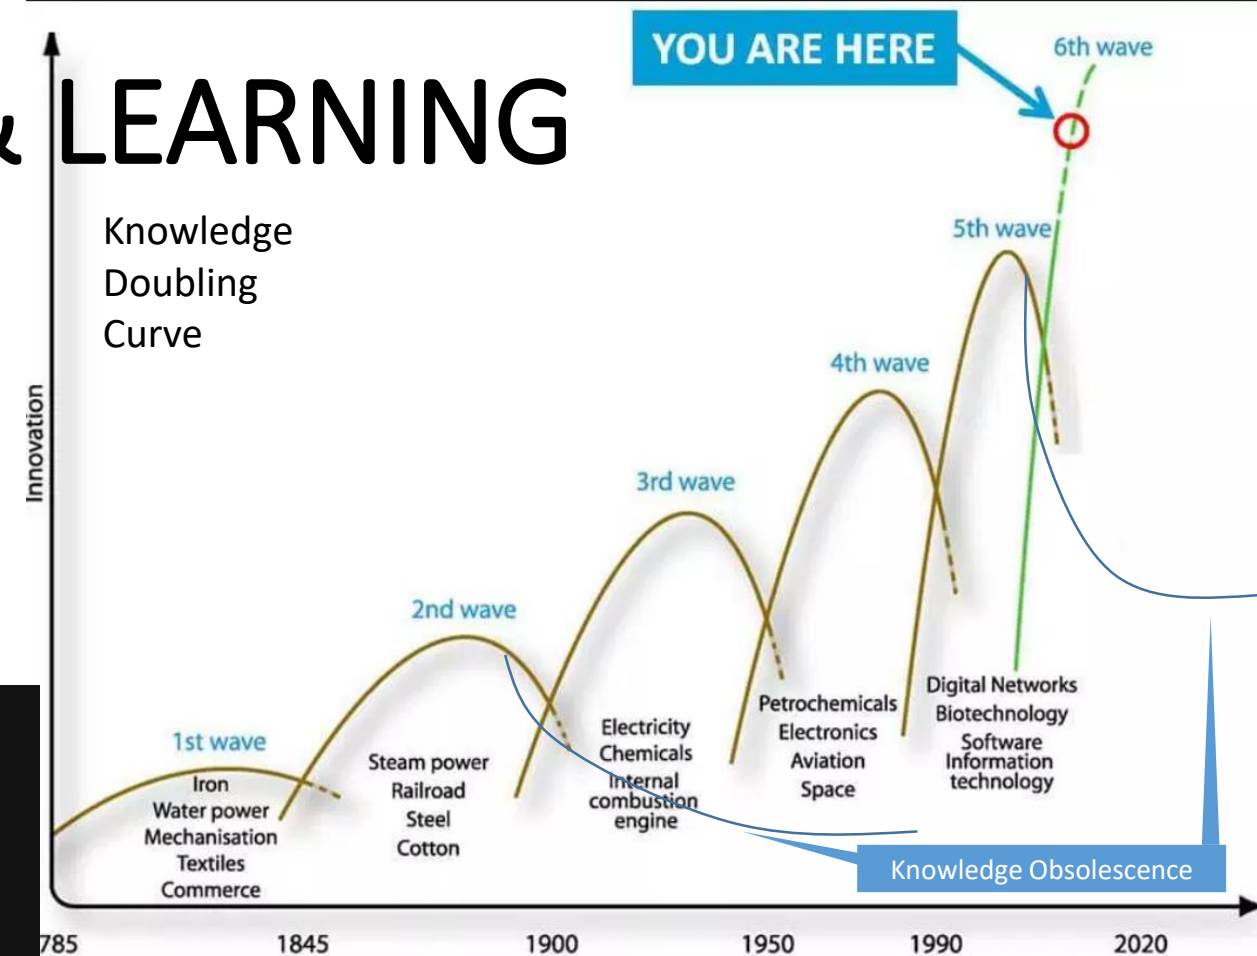 YOU ARE HERE
6th wave
& LEARNING
Knowledge
Doubling
Curve
5th wave
4th wave
3rd wave
2nd wave
1st wave
Innovation
Iron
Water power
Mechanisation
Textiles
Commerce
Steam power
Railroad
Steel
Cotton
Electricity
Chemicals
Internal
combustion
engine
Petrochemicals
Electronics
Aviation
Space
Digital Networks
Biotechnology
Software
Information
technology
Knowledge Obsolescence
785 1845 1900 1950 1990 2020